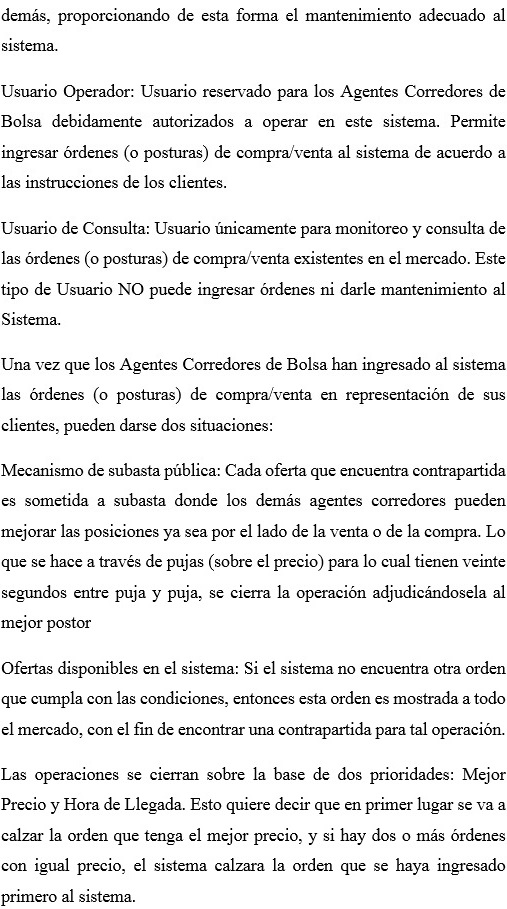 demás, proporcionando de esta forma el mantenimiento adecuado al
sistema.
Usuario Operador: Usuario reservado para los Agentes Corredores de
Bolsa debidamente autorizados a operar en este sistema. Permite
ingresar órdenes (o posturas) de compra/venta al sistema de acuerdo a
las instrucciones de los clientes.
Usuario de Consulta: Usuario únicamente para monitoreo y consulta de
las órdenes (o posturas) de compra/venta existentes en el mercado. Este
tipo de Usuario NO puede ingresar órdenes ni darle mantenimiento al
Sistema.
Una vez que los Agentes Corredores de Bolsa han ingresado al sistema
las órdenes (o posturas) de compra/venta en representación de sus
clientes, pueden darse dos situaciones:
Mecanismo de subasta pública: Cada oferta que encuentra contrapartida
es sometida a subasta donde los demás agentes corredores pueden
mejorar las posiciones ya sea por el lado de la venta o de la compra. Lo
que se hace a través de pujas (sobre el precio) para lo cual tienen veinte
segundos entre puja y puja, se cierra la operación adjudicándosela al
mejor postor
Ofertas disponibles en el sistema: Si el sistema no encuentra otra orden
que cumpla con las condiciones, entonces esta orden es mostrada a todo
el mercado, con el fin de encontrar una contrapartida para tal operación.
Las operaciones se cierran sobre la base de dos prioridades: Mejor
Precio y Hora de Llegada. Esto quiere decir que en primer lugar se va a
calzar la orden que tenga el mejor precio, y si hay dos o más órdenes
con igual precio, el sistema calzara la orden que se haya ingresado
primero al sistema.